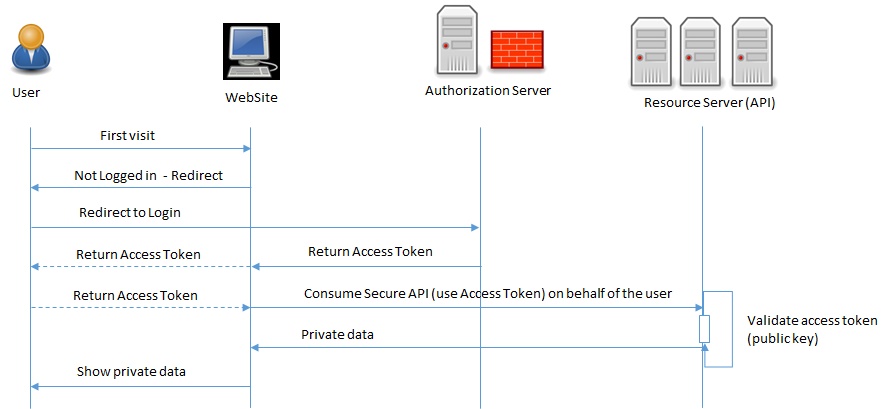 User
WebSite
Authorization Server
Resource Server (API)
First visit
Not Logged in - Redirect
Redirect to Login
Return Access Token
Return Access Token
Return Access Token
Consume Secure API (use Access Token) on behalf of the user
Validate access token
(public key)
Private data
Show private data